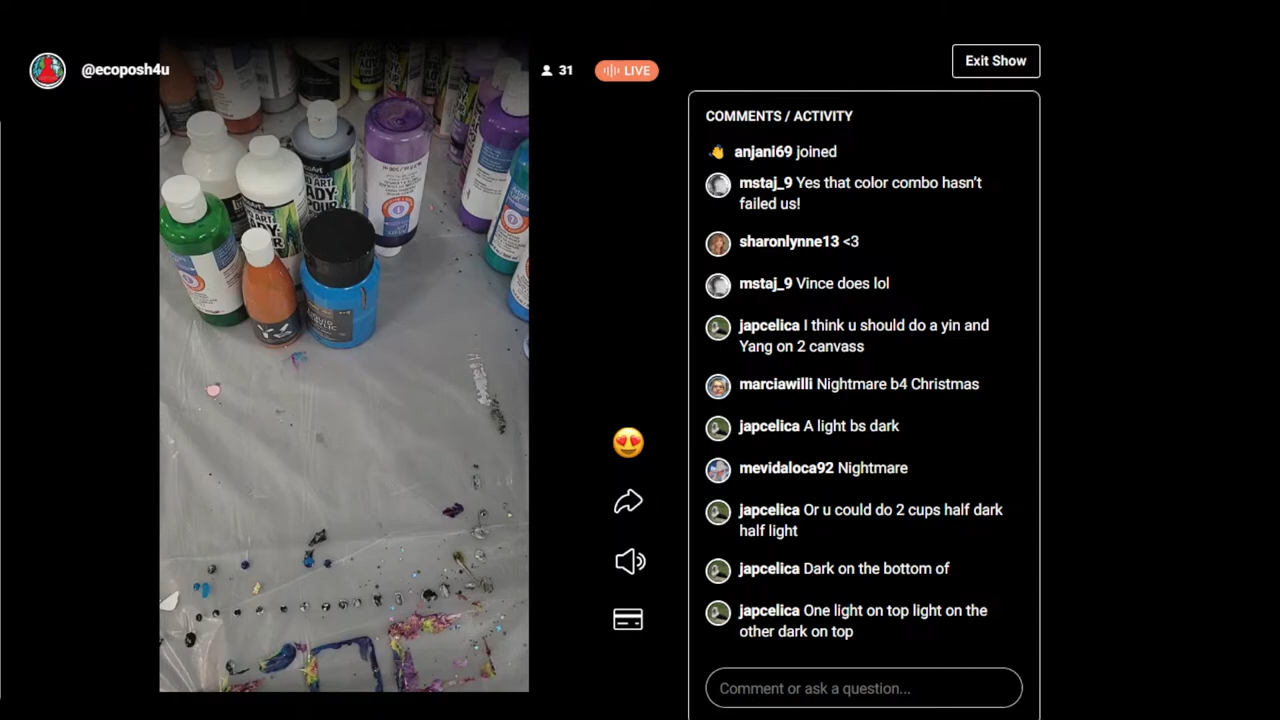 @ecoposh4u
31
LIVE
Exit Show
COMMENTS / ACTIVITY
anjani69 joined
mstaj_9 Yes that color combo hasn't
failed us!
sharonlynne13 <3
mstaj_9 Vince does lol
japcelica I think u should do a yin and
Yang on 2 canvass
marciawilli Nightmare b4 Christmas
japcelica A light bs dark
mevidaloca92 Nightmare
japcelica Or u could do 2 cups half dark
half light
japcelica Dark on the bottom of
japcelica One light on top light on the
other dark on top
Comment or ask a question...